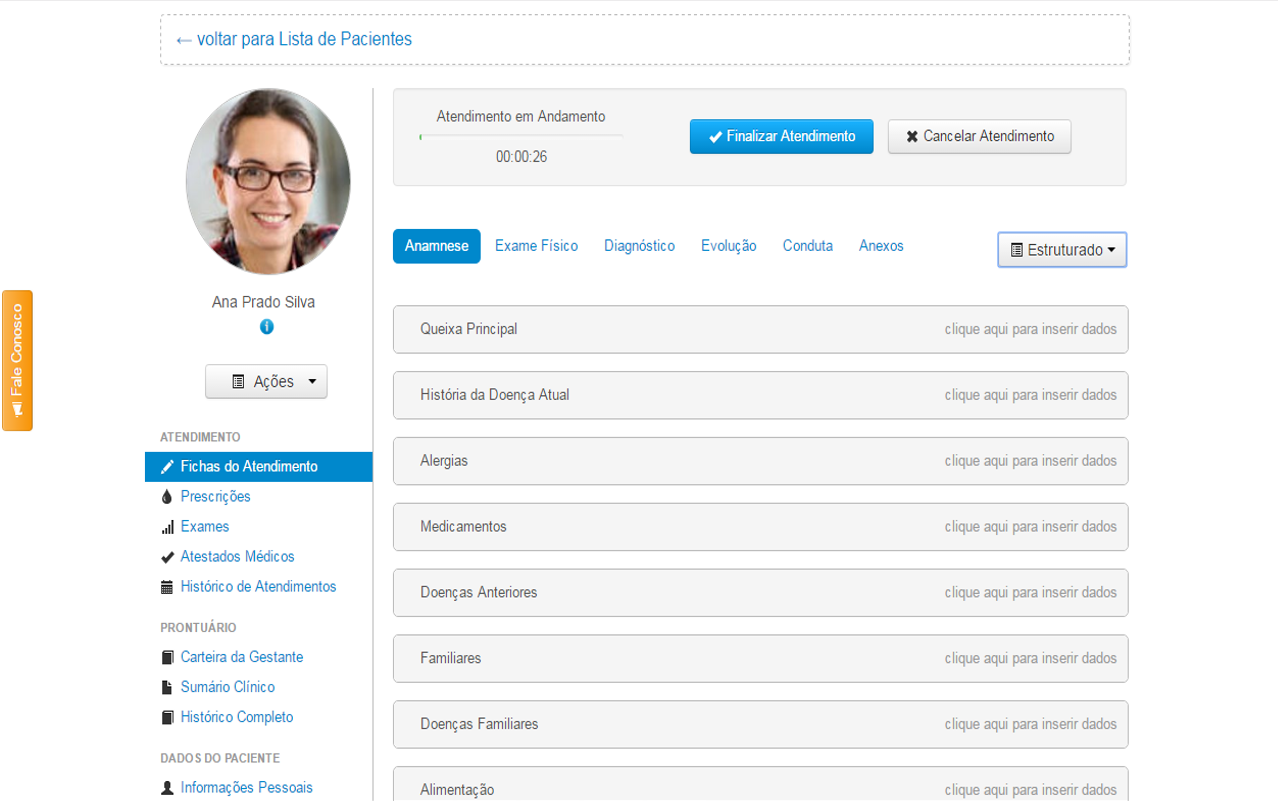 ← voltar para Lista de Pacientes
Atendimento em Andamento
00:00:26
Finalizar Atendimento
Cancelar Atendimento
Anamnese
Exame Físico
Diagnóstico
Evolução
Conduta
Anexos
Estruturado
Fale Conosco
Ana Prado Silva
Ações
ATENDIMENTO
Fichas do Atendimento
Prescrições
Exames
Atestados Médicos
Histórico de Atendimentos
PRONTUÁRIO
Carteira da Gestante
Sumário Clínico
Histórico Completo
DADOS DO PACIENTE
Informações Pessoais
Queixa Principal clique aqui para inserir dados
História da Doença Atual clique aqui para inserir dados
Alergias clique aqui para inserir dados
Medicamentos clique aqui para inserir dados
Doenças Anteriores clique aqui para inserir dados
Familiares clique aqui para inserir dados
Doenças Familiares clique aqui para inserir dados
Alimentação clique aqui para inserir dados